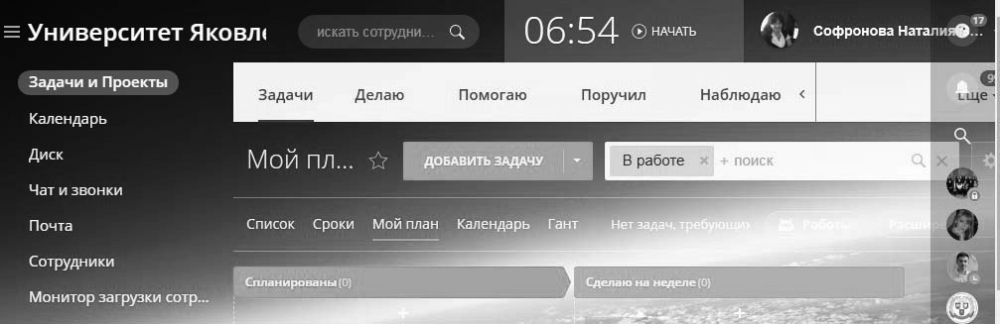 Университет Яковле
искать сотрудни...
06:54
НАЧАТЬ
Софронова Наталия
17
Задачи и Проекты
Календарь
Диск
Чат и звонки
Почта
Сотрудники
Монитор загрузки сотр...
Задачи Делаю Помогаю Поручил Наблюдаю Еще
Мой пл...
ДОБАВИТЬ ЗАДАЧУ
В работе × + поиск
Список Сроки Мой план Календарь Гант Нет задач, требующих Роботы Расшире
Спланированы (0)
Сделаю на неделе (0)
+ +